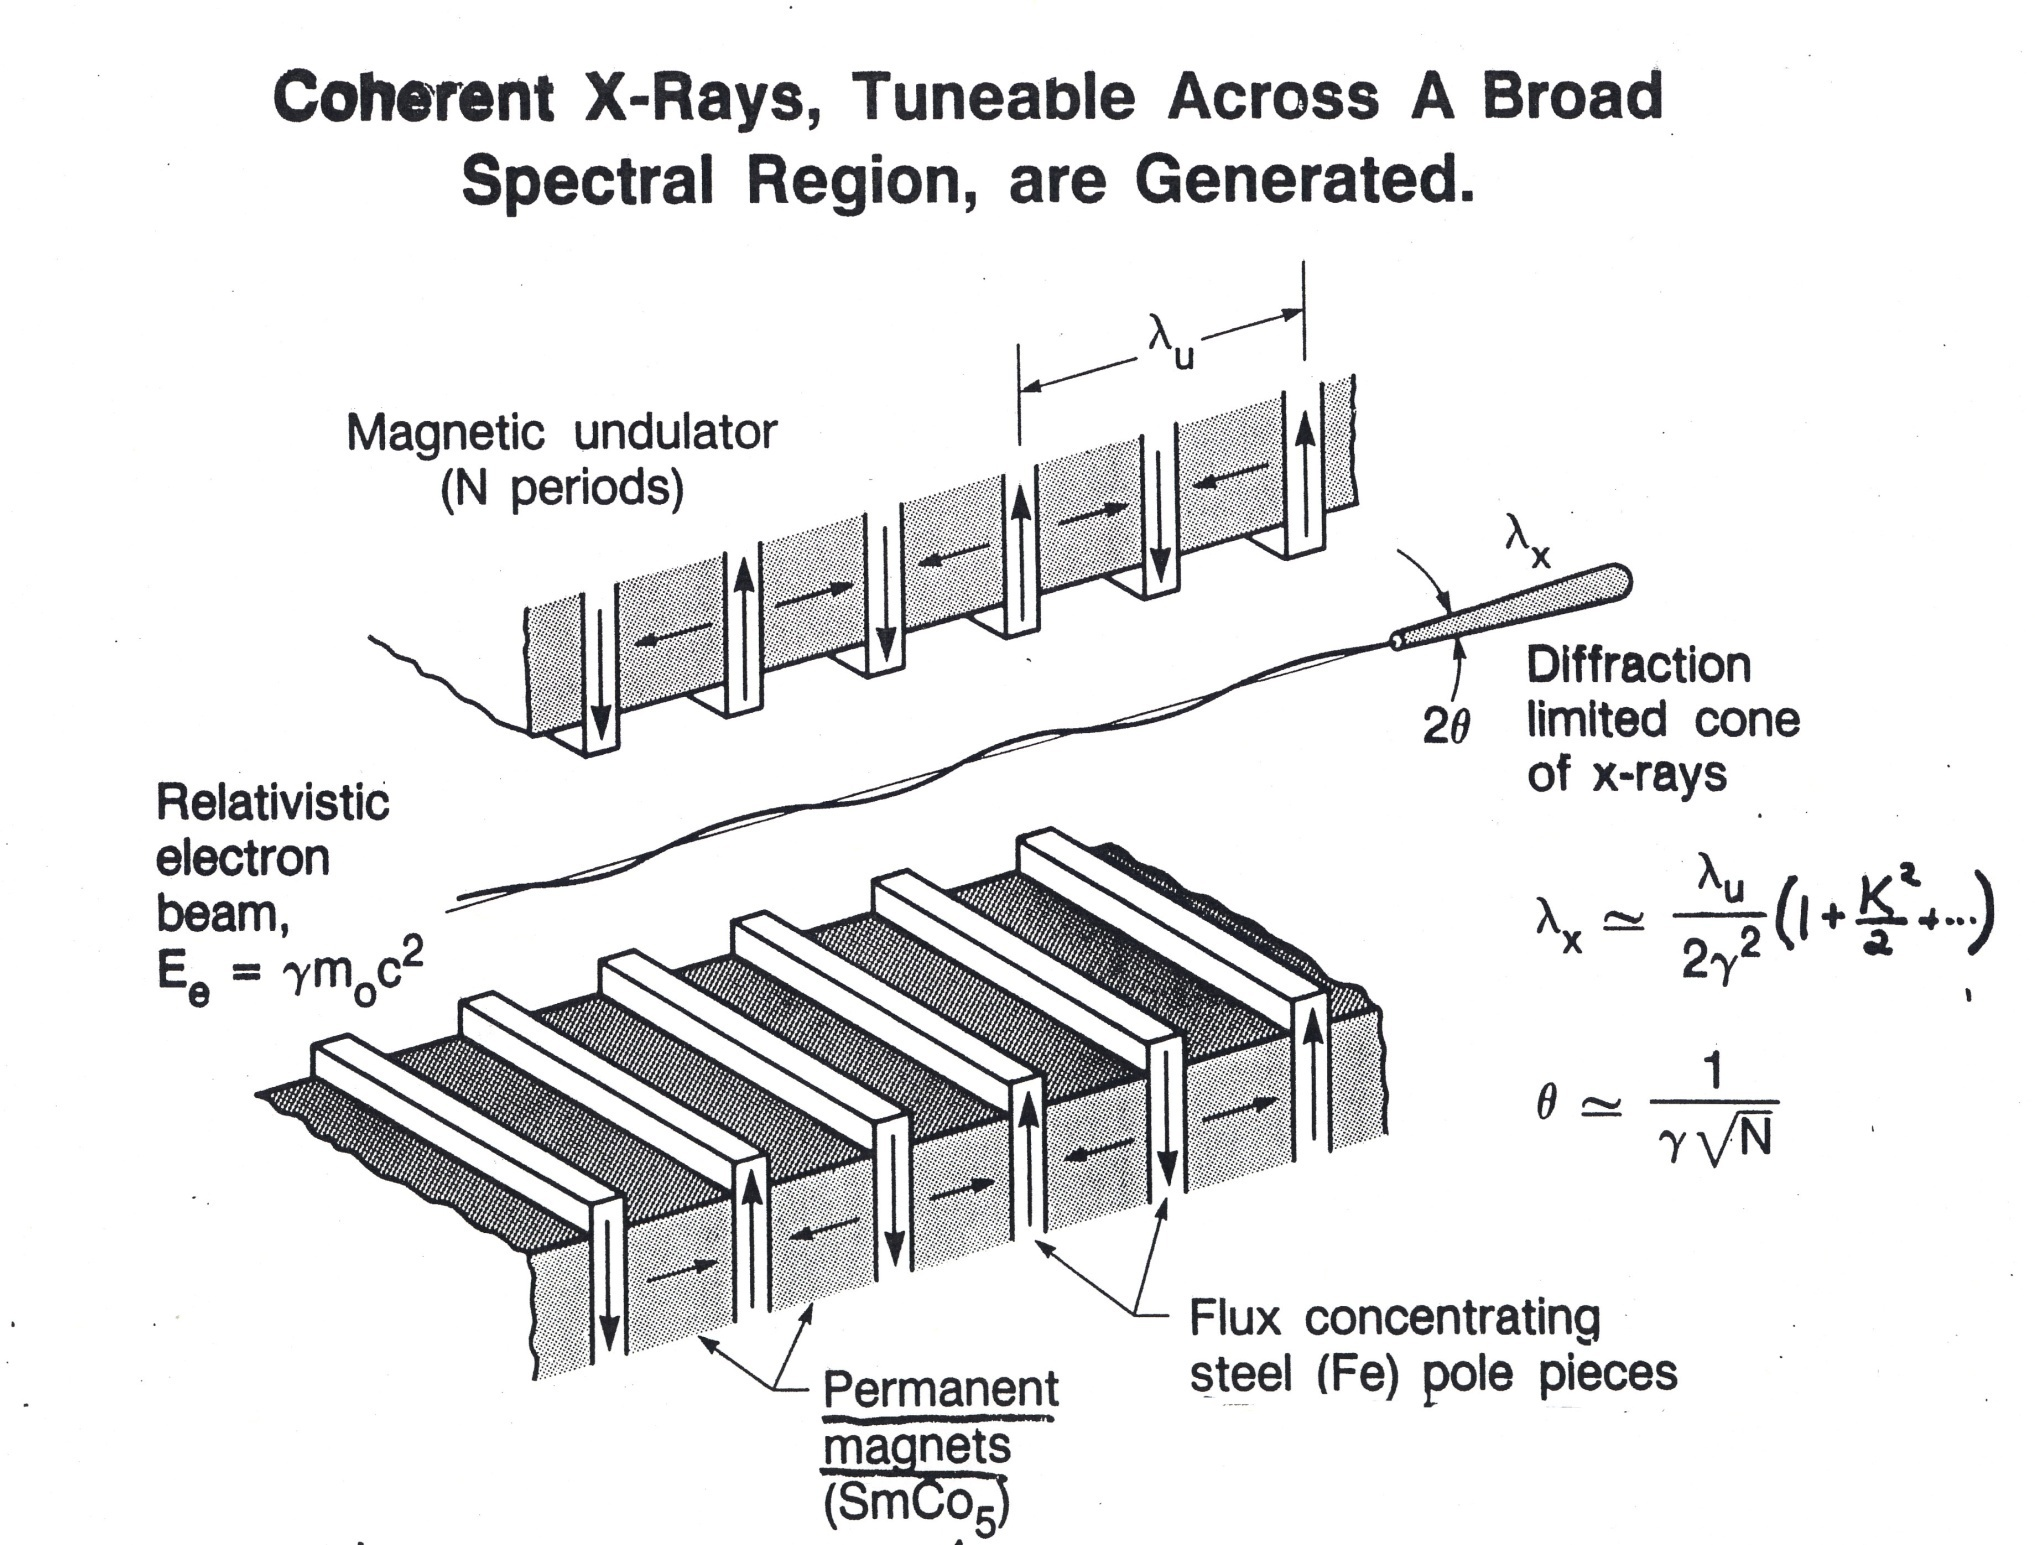 Coherent X-Rays, Tuneable Across A Broad
Spectral Region, are Generated.
λu
Magnetic undulator
(N periods)
λx
2θ
Diffraction
limited cone
of x-rays
Relativistic
electron
beam,
Ee = γmoc²
λx ≃ λu/2γ² (1 + K²/2 + ...)
θ ≃ 1/γ√N
Flux concentrating
steel (Fe) pole pieces
Permanent
magnets
(SmCo5)